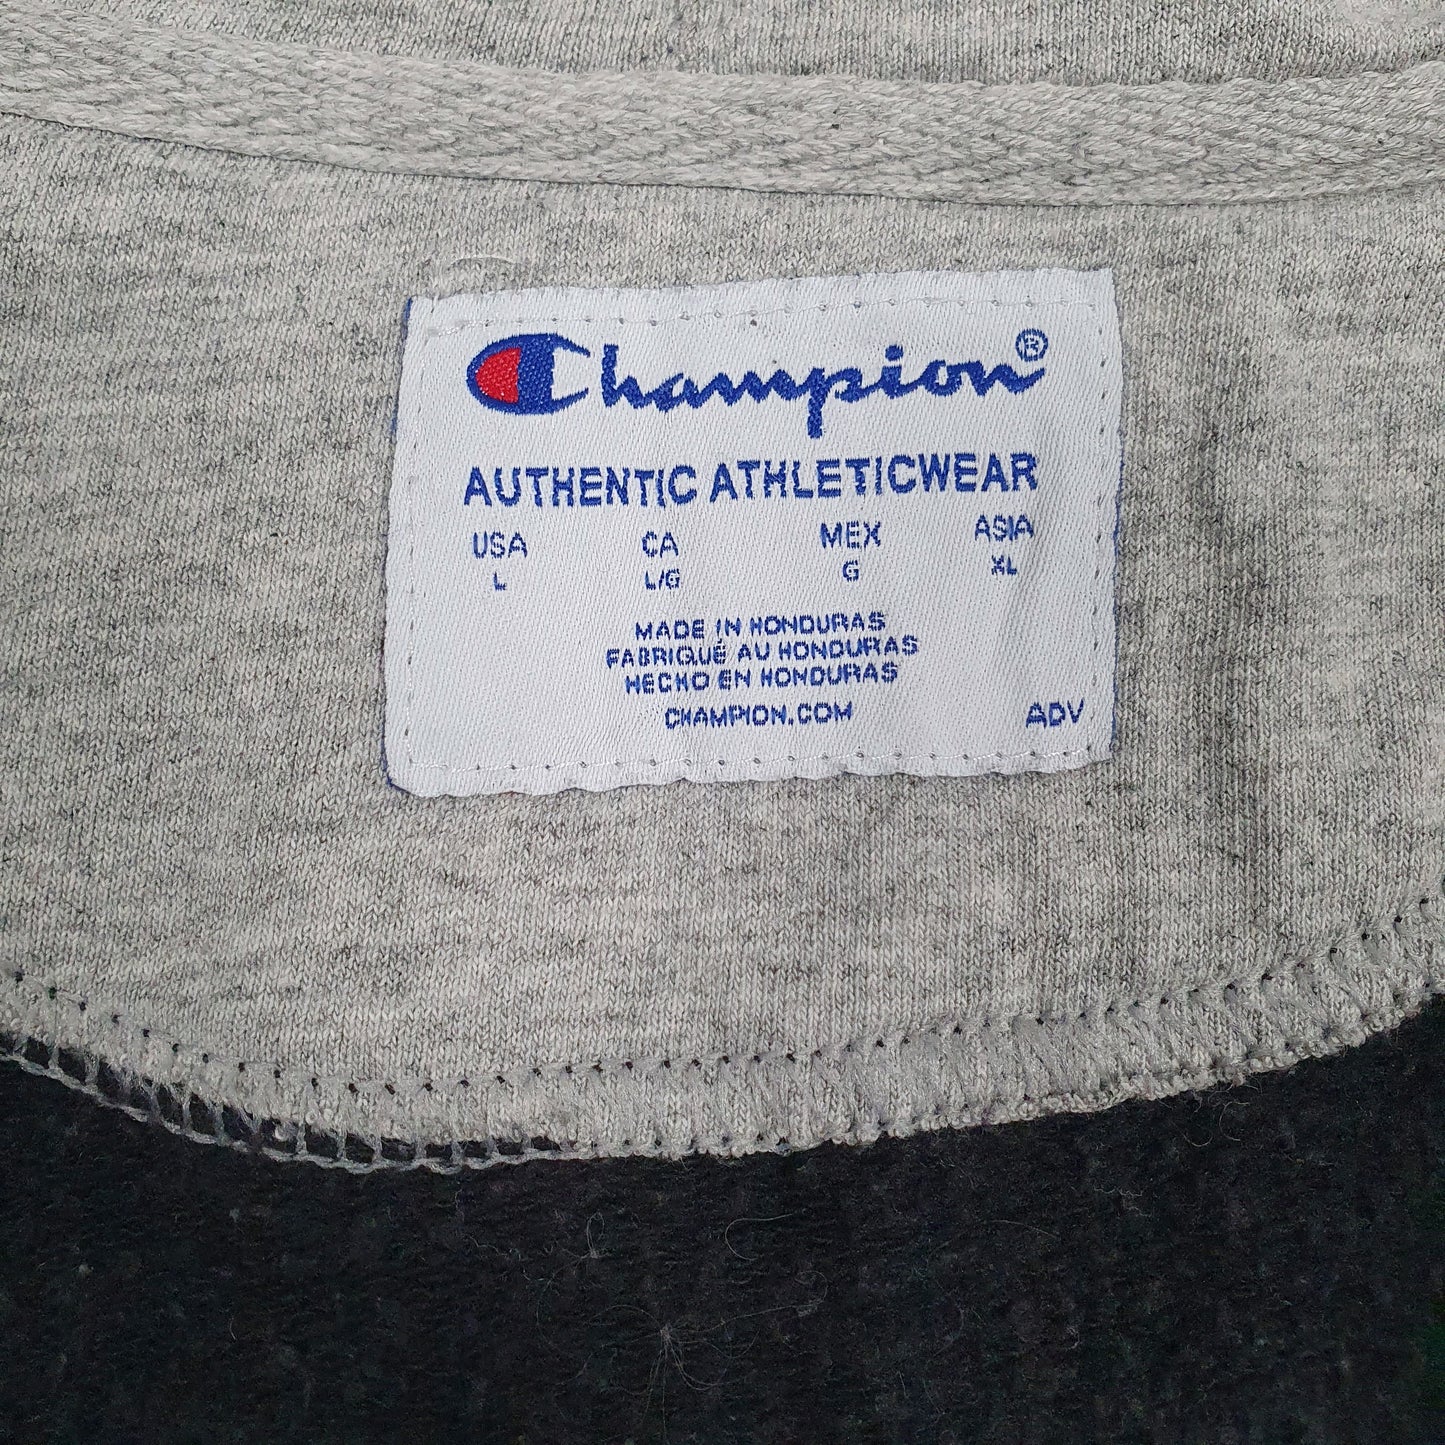 Champion®
AUTHENTIC ATHLETICWEAR
USA CA MEX ASIA
L L/G G XL
MADE IN HONDURAS
FABRIQUÉ AU HONDURAS
HECHO EN HONDURAS
CHAMPION.COM ADV